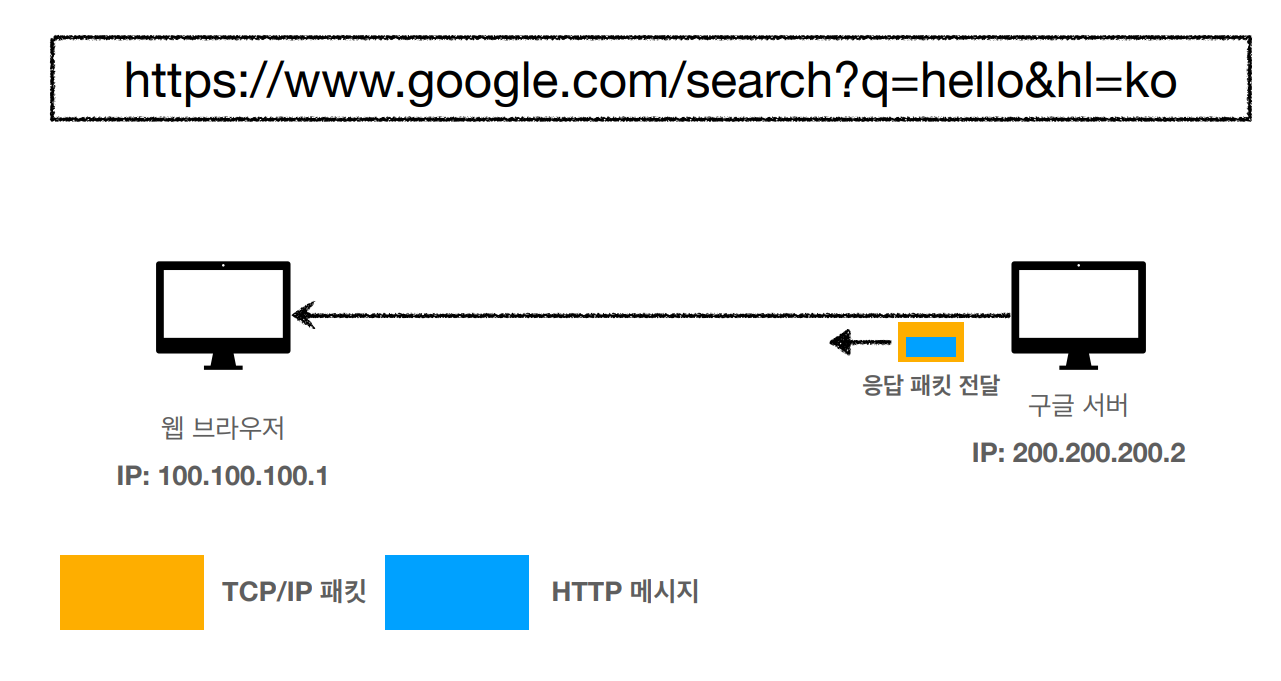 https://www.google.com/search?q=hello&hl=ko
응답 패킷 전달
웹 브라우저
구글 서버
IP: 100.100.100.1
IP: 200.200.200.2
TCP/IP 패킷
HTTP 메시지